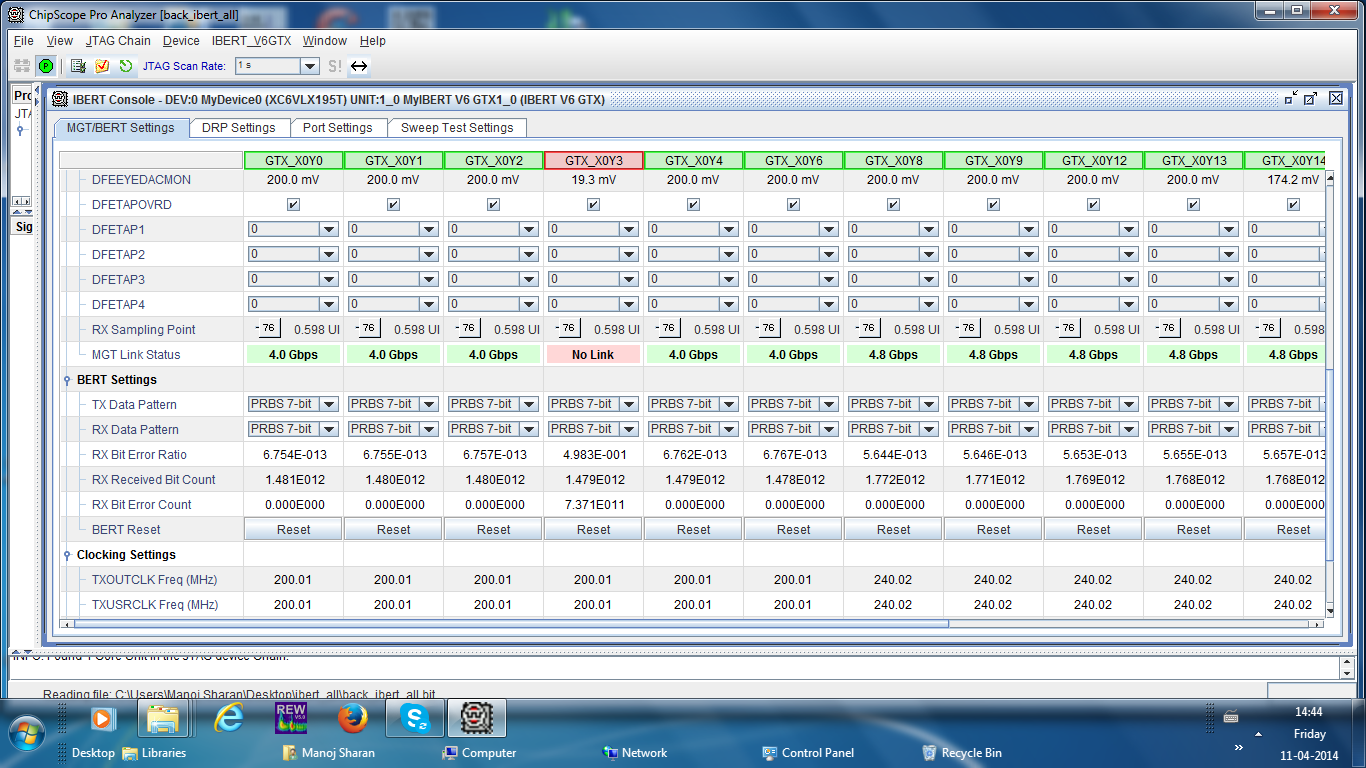 ChipScope Pro Analyzer [back_ibert_all]
File View JTAG Chain Device IBERT_V6GTX Window Help
P JTAG Scan Rate: 1 s S!
Pro
JTA
Sig
IBERT Console - DEV:0 MyDevice0 (XC6VLX195T) UNIT:1_0 MyIBERT V6 GTX1_0 (IBERT V6 GTX)
MGT/BERT Settings DRP Settings Port Settings Sweep Test Settings
GTX_X0Y0 GTX_X0Y1 GTX_X0Y2 GTX_X0Y3 GTX_X0Y4 GTX_X0Y6 GTX_X0Y8 GTX_X0Y9 GTX_X0Y12 GTX_X0Y13 GTX_X0Y14
DFEEYEDACMON 200.0 mV 200.0 mV 200.0 mV 19.3 mV 200.0 mV 200.0 mV 200.0 mV 200.0 mV 200.0 mV 200.0 mV 174.2 mV
DFETAPOVRD
DFETAP1 0 0 0 0 0 0 0 0 0 0 0
DFETAP2 0 0 0 0 0 0 0 0 0 0 0
DFETAP3 0 0 0 0 0 0 0 0 0 0 0
DFETAP4 0 0 0 0 0 0 0 0 0 0 0
RX Sampling Point - 76 0.598 UI - 76 0.598 UI - 76 0.598 UI - 76 0.598 UI - 76 0.598 UI - 76 0.598 UI - 76 0.598 UI - 76 0.598 UI - 76 0.598 UI - 76 0.598 UI - 76 0.598
MGT Link Status 4.0 Gbps 4.0 Gbps 4.0 Gbps No Link 4.0 Gbps 4.0 Gbps 4.8 Gbps 4.8 Gbps 4.8 Gbps 4.8 Gbps 4.8 Gbps
BERT Settings
TX Data Pattern PRBS 7-bit PRBS 7-bit PRBS 7-bit PRBS 7-bit PRBS 7-bit PRBS 7-bit PRBS 7-bit PRBS 7-bit PRBS 7-bit PRBS 7-bit PRBS 7-bit
RX Data Pattern PRBS 7-bit PRBS 7-bit PRBS 7-bit PRBS 7-bit PRBS 7-bit PRBS 7-bit PRBS 7-bit PRBS 7-bit PRBS 7-bit PRBS 7-bit PRBS 7-bit
RX Bit Error Ratio 6.754E-013 6.755E-013 6.757E-013 4.983E-001 6.762E-013 6.767E-013 5.644E-013 5.646E-013 5.653E-013 5.655E-013 5.657E-013
RX Received Bit Count 1.481E012 1.480E012 1.480E012 1.479E012 1.479E012 1.478E012 1.772E012 1.771E012 1.769E012 1.768E012 1.768E012
RX Bit Error Count 0.000E000 0.000E000 0.000E000 7.371E011 0.000E000 0.000E000 0.000E000 0.000E000 0.000E000 0.000E000 0.000E000
BERT Reset Reset Reset Reset Reset Reset Reset Reset Reset Reset Reset Reset
Clocking Settings
TXOUTCLK Freq (MHz) 200.01 200.01 200.01 200.01 200.01 200.01 240.02 240.02 240.02 240.02 240.02
TXUSRCLK Freq (MHz) 200.01 200.01 200.01 200.01 200.01 200.01 240.02 240.02 240.02 240.02 240.02
INFO: Found 1 Core Unit in the JTAG device Chain.
Reading file: C:\Users\Manoj Sharan\Desktop\ibert_all\back_ibert_all.bit
REW V5.0
14:44
Friday
11-04-2014
Desktop Libraries Manoj Sharan Computer Network Control Panel Recycle Bin